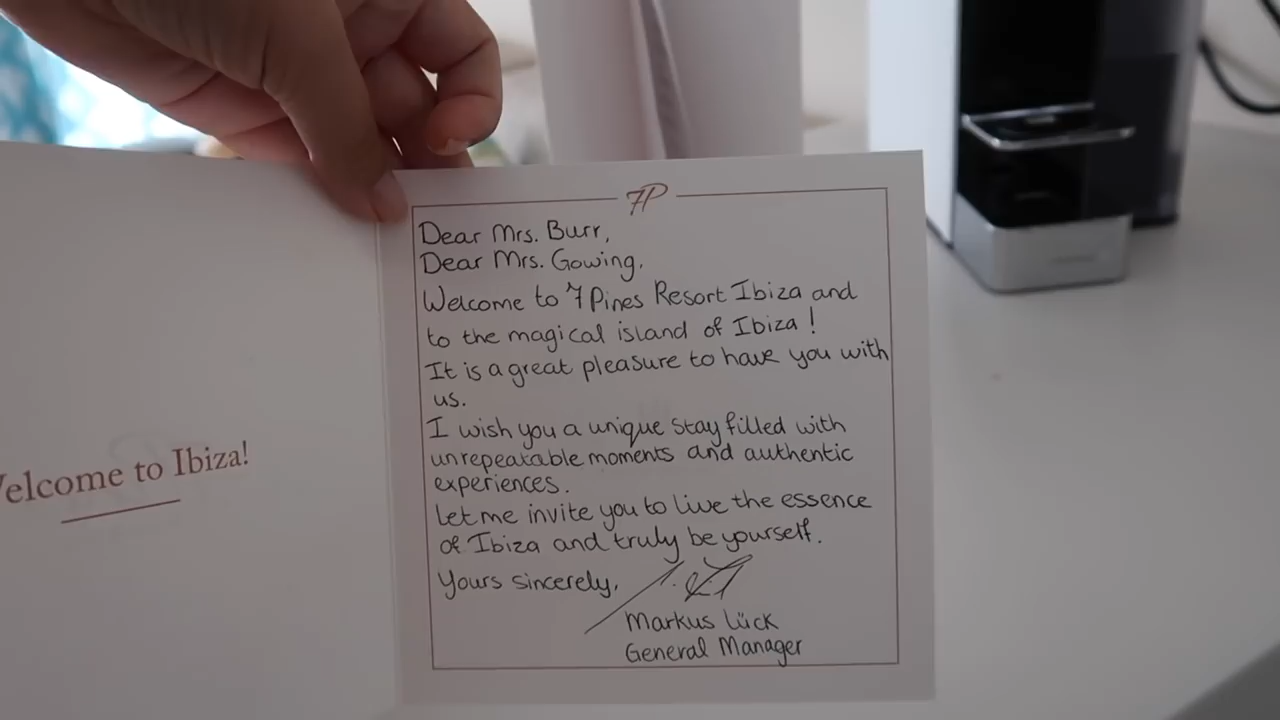 Welcome to Ibiza!
7P
Dear Mrs. Burr,
Dear Mrs. Gowing,
Welcome to 7Pines Resort Ibiza and
to the magical island of Ibiza!
It is a great pleasure to have you with
us.
I wish you a unique stay filled with
unrepeatable moments and authentic
experiences.
Let me invite you to live the essence
of Ibiza and truly be yourself.
Yours sincerely,
Markus Lück
General Manager